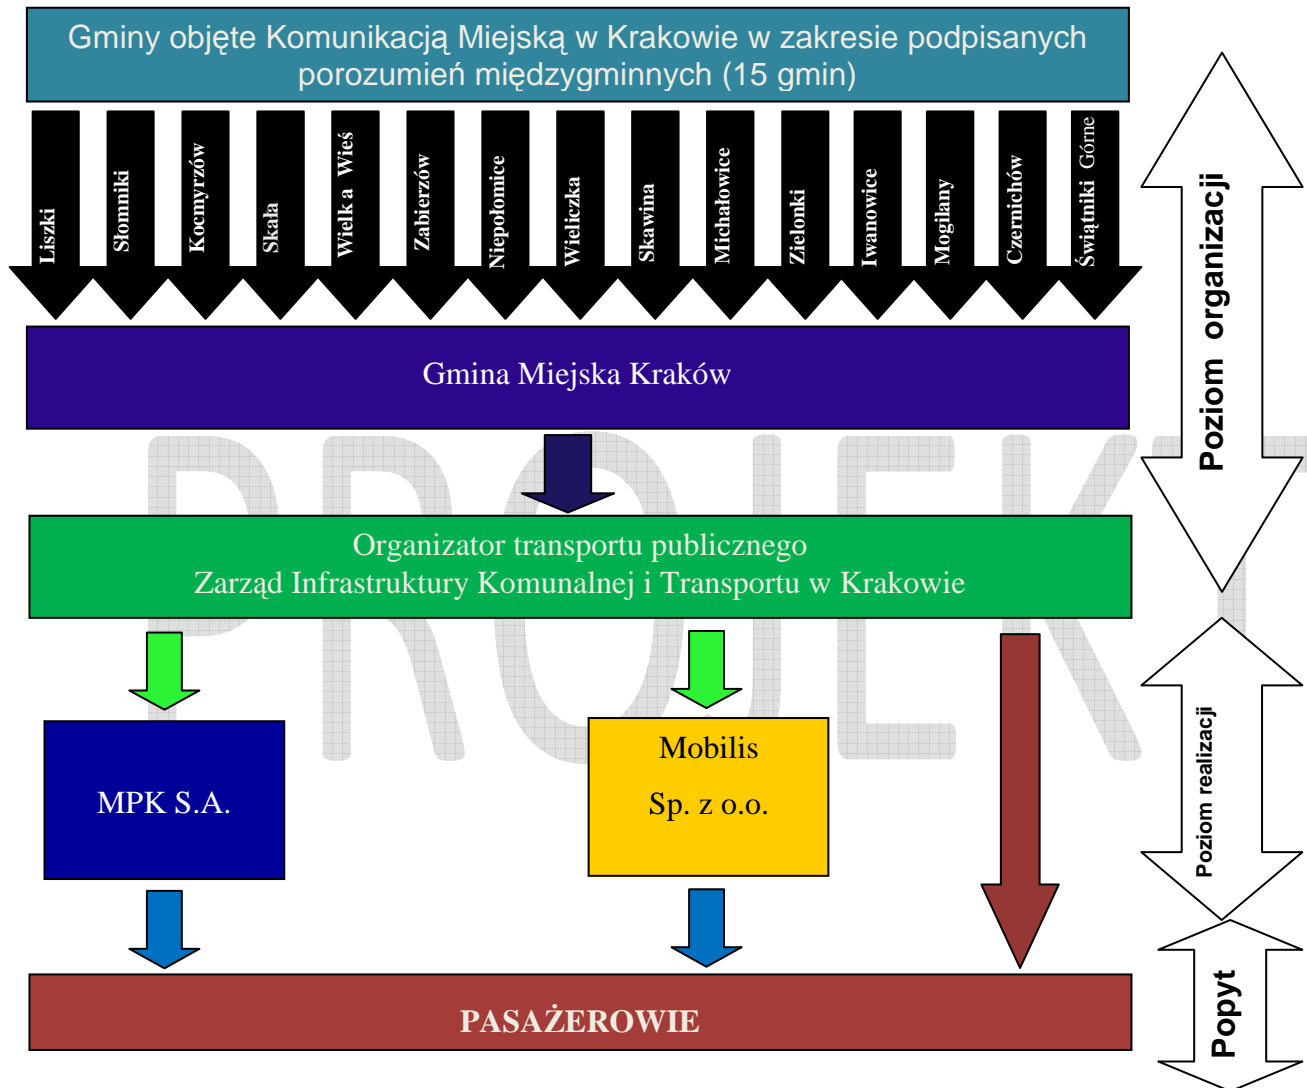 Gminy objęte Komunikacją Miejską w Krakowie w zakresie podpisanych
porozumień międzygminnych (15 gmin)
Liszki
Słomniki
Kocmyrzów
Skała
Wielk a Wieś
Zabierzów
Niepołomice
Wieliczka
Skawina
Michałowice
Zielonki
Iwanowice
Mogilany
Czernichów
Świątniki Górne
Poziom organizacji
Gmina Miejska Kraków
PROJEKT
Organizator transportu publicznego
Zarząd Infrastruktury Komunalnej i Transportu w Krakowie
MPK S.A.
Mobilis
Sp. z o.o.
Poziom realizacji
PASAŻEROWIE
Popyt